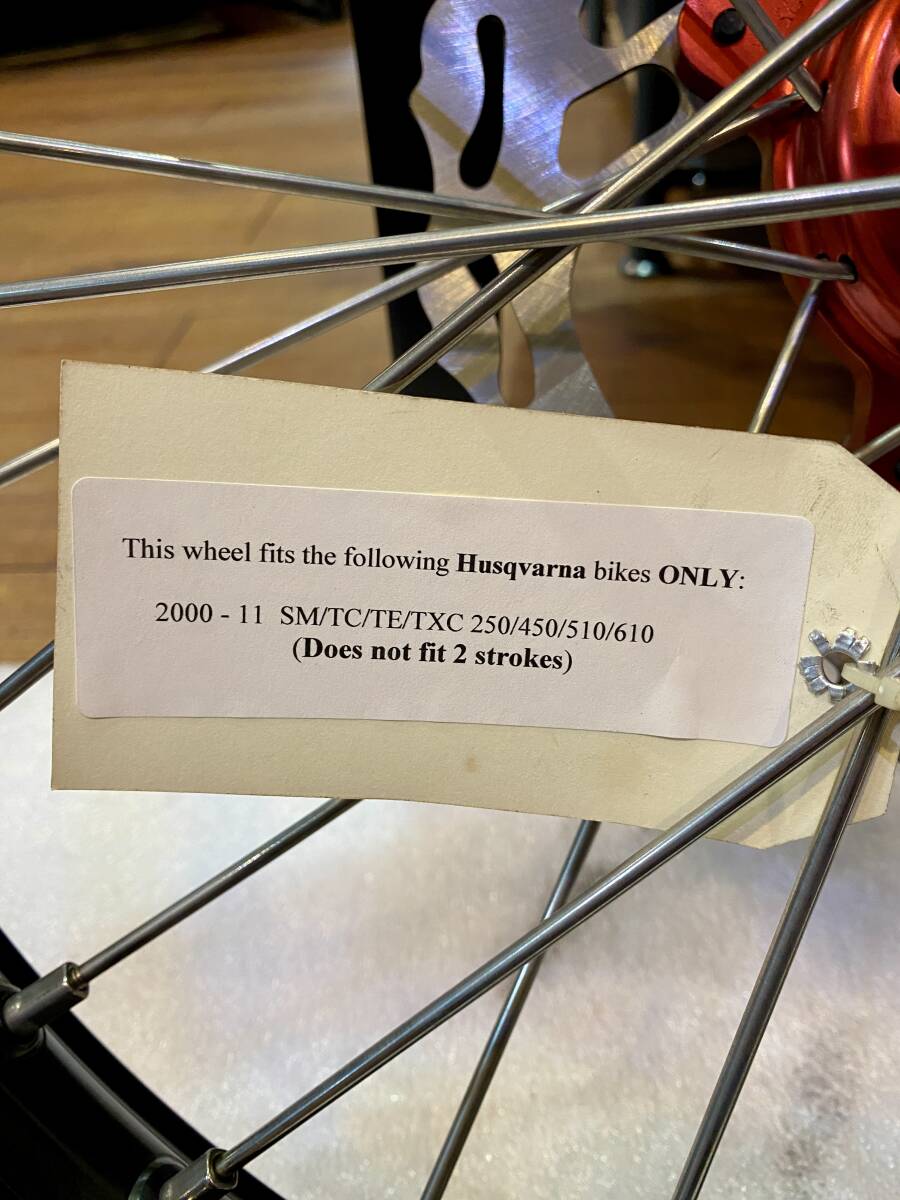 This wheel fits the following Husqvarna bikes ONLY:
2000 - 11 SM/TC/TE/TXC 250/450/510/610
(Does not fit 2 strokes)